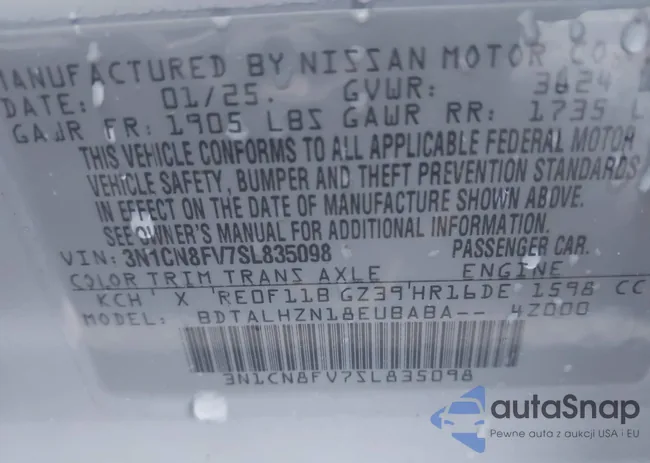 MANUFACTURED BY NISSAN MOTOR CO
DATE: 01/25. GVWR: 3624
GAWR FR: 1905 LBS GAWR RR: 1735 L
THIS VEHICLE CONFORMS TO ALL APPLICABLE FEDERAL MOTOR
VEHICLE SAFETY, BUMPER AND THEFT PREVENTION STANDARDS
IN EFFECT ON THE DATE OF MANUFACTURE SHOWN ABOVE.
SEE OWNER'S MANUAL FOR ADDITIONAL INFORMATION.
VIN: 3N1CN8FV7SL835098 PASSENGER CAR.
COLOR TRIM TRANS AXLE ENGINE
KCH X RE0F11B GZ39 HR16DE 1598 CC
BDTALHZN18EUBABA-- 4Z000
3N1CN8FV7SL835098
autaSnap
Pewne auta z aukcji USA i EU